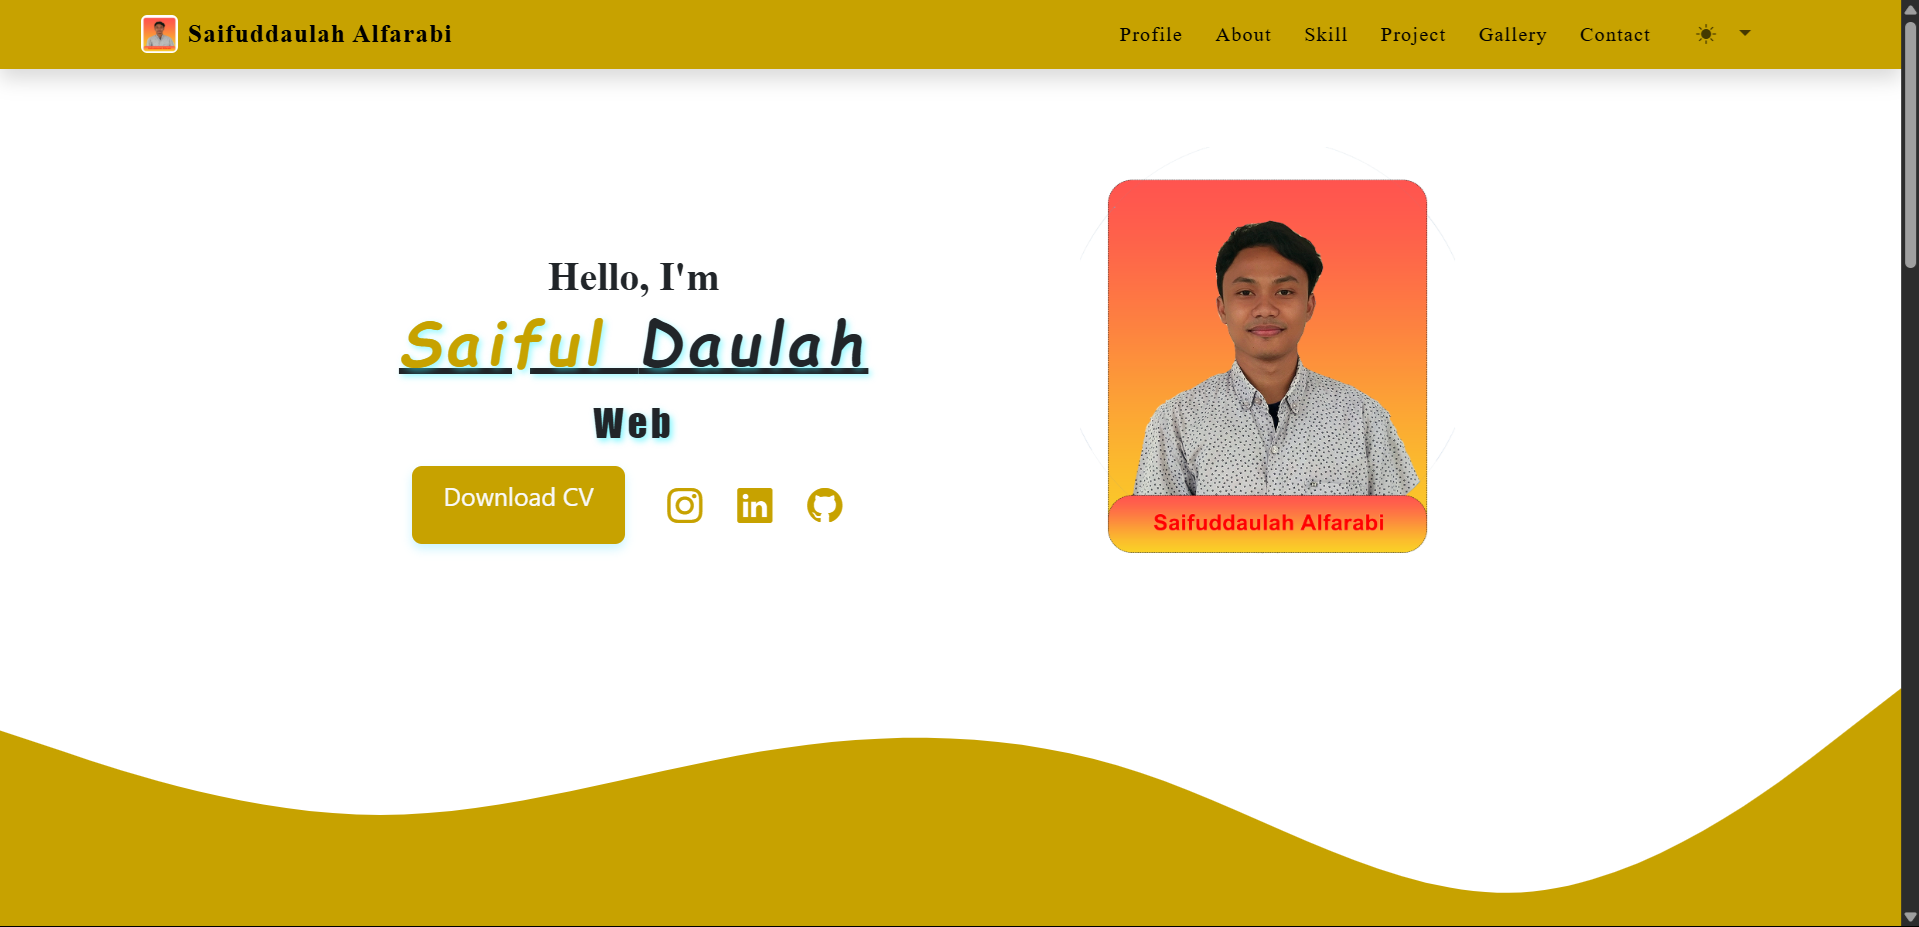 Saifuddaulah Alfarabi
Profile About Skill Project Gallery Contact
Hello, I'm
Saiful Daulah
Web
Download CV
Saifuddaulah Alfarabi